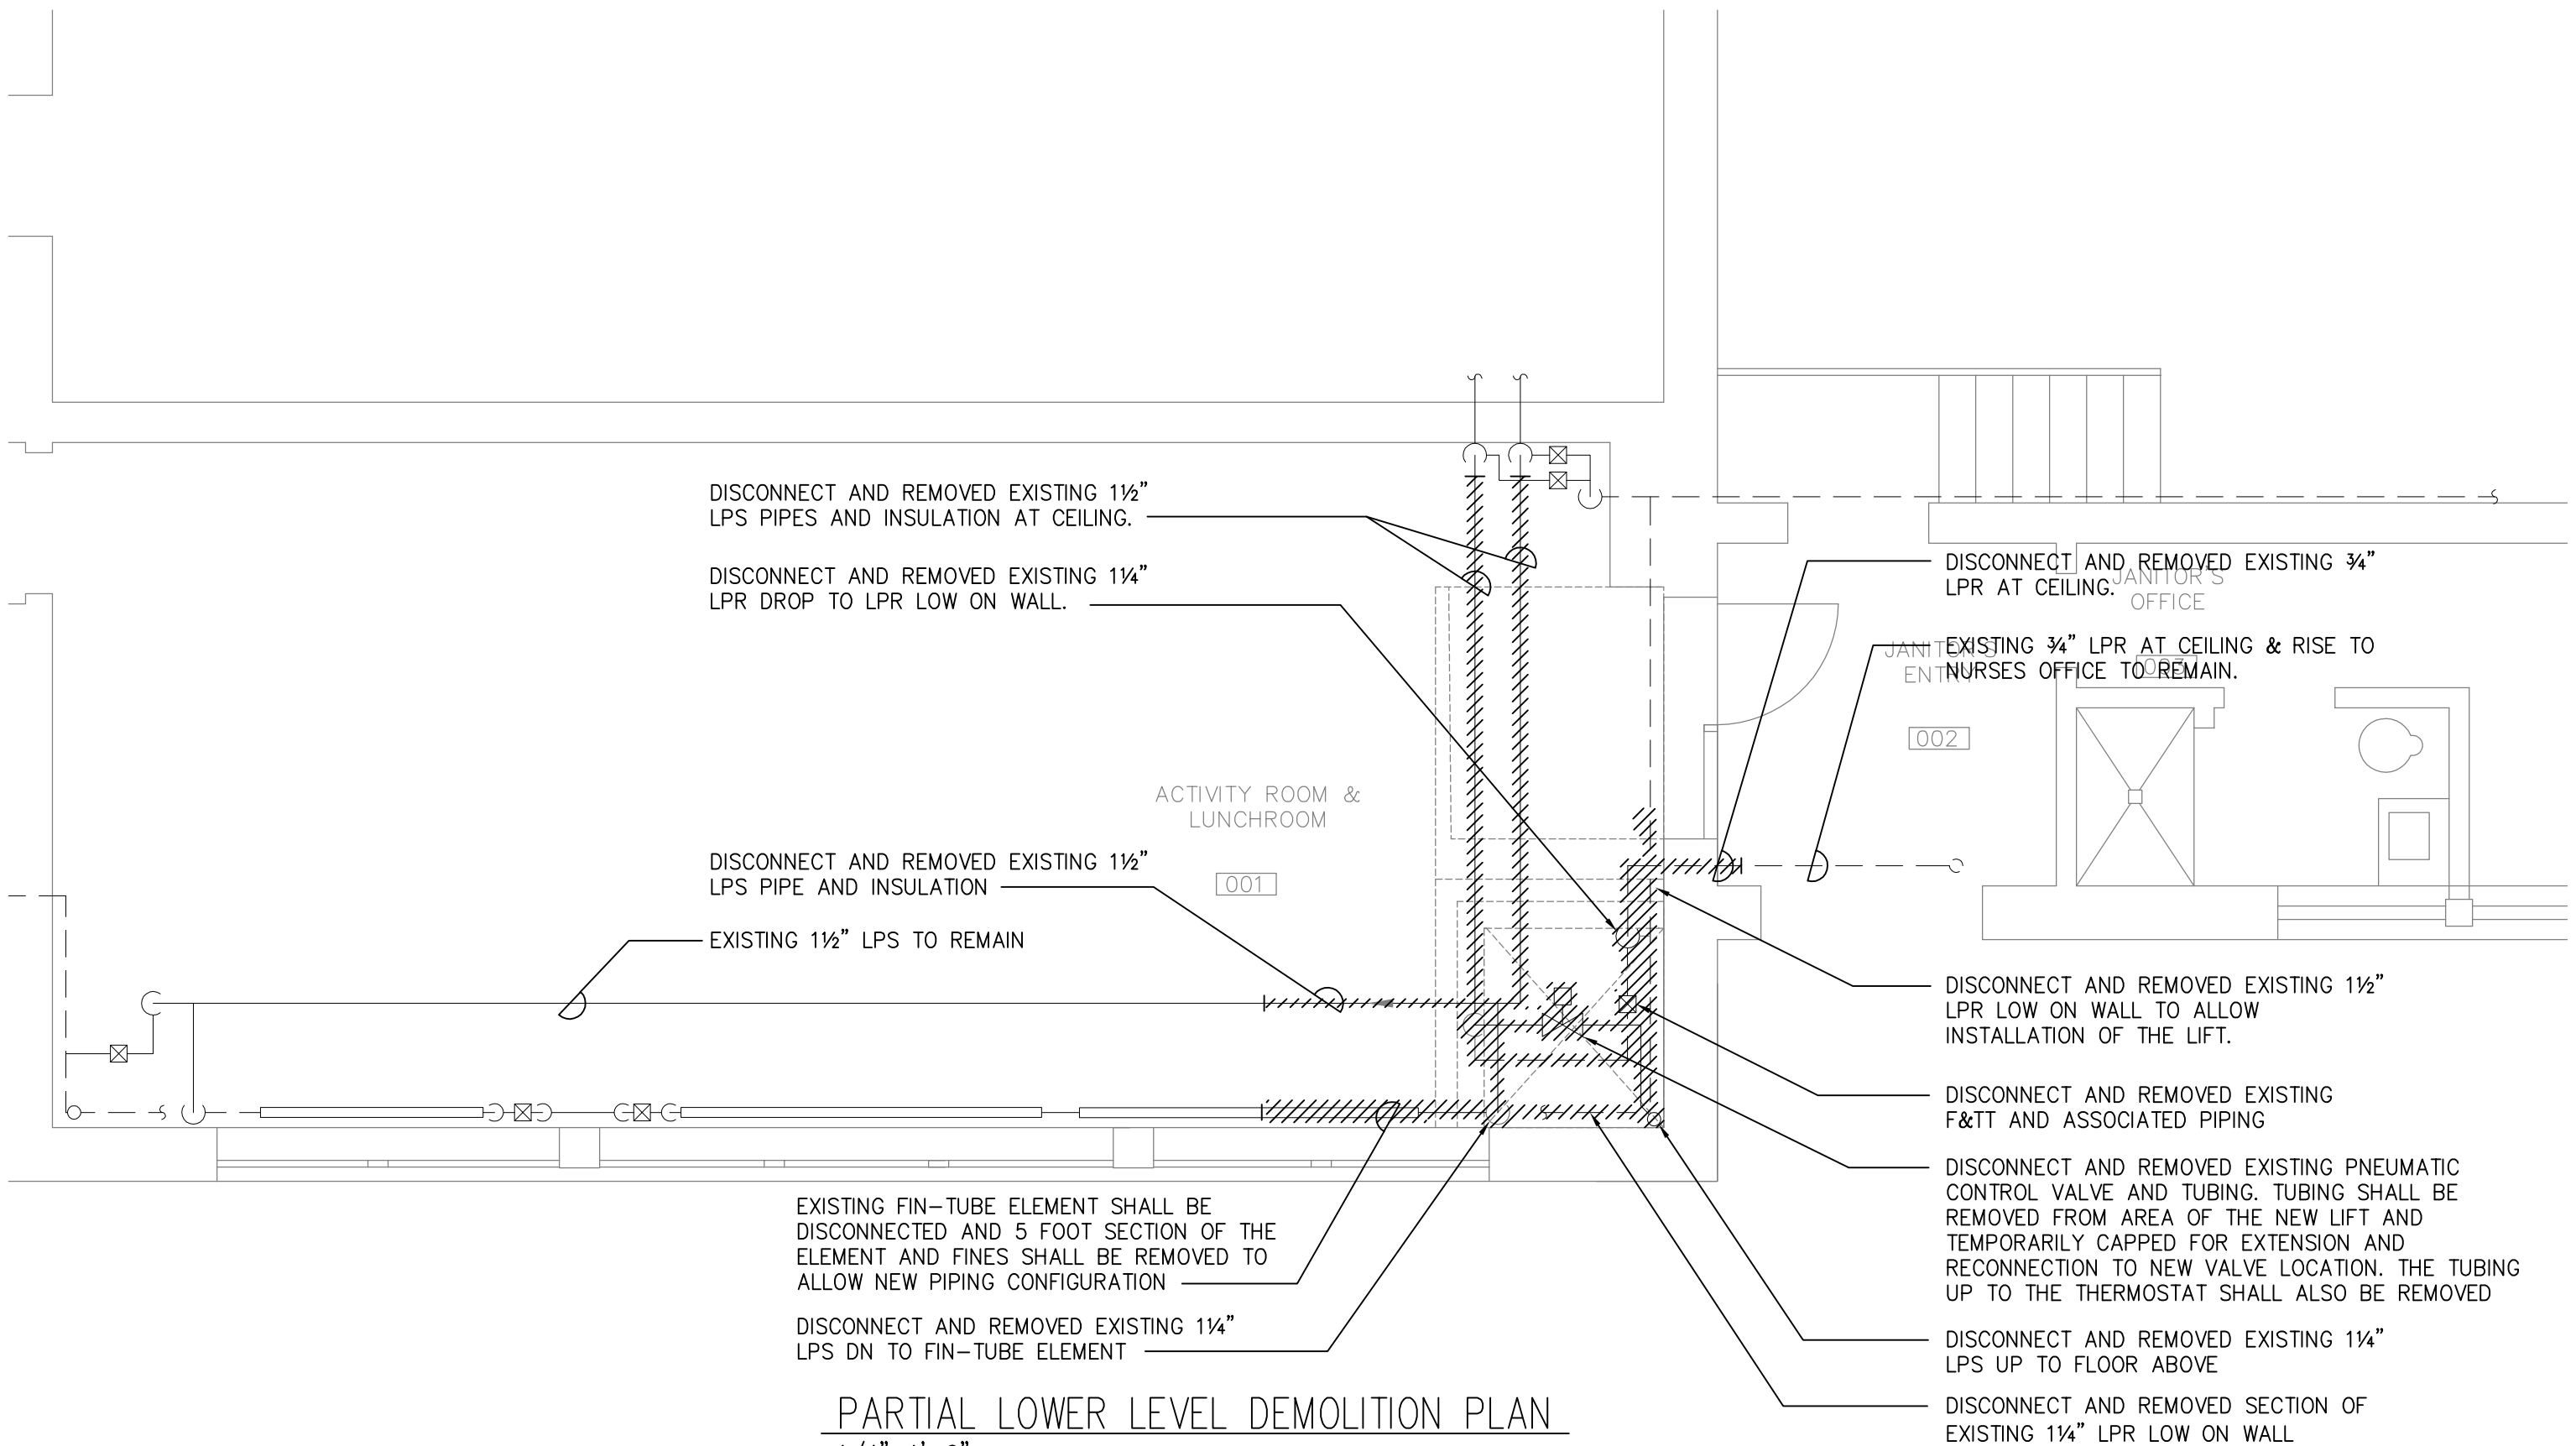 DISCONNECT AND REMOVED EXISTING 1½"
LPS PIPES AND INSULATION AT CEILING.
DISCONNECT AND REMOVED EXISTING 1¼"
LPR DROP TO LPR LOW ON WALL.
DISCONNECT AND REMOVED EXISTING ¾"
LPR AT CEILING.
JANITOR'S
OFFICE
003
EXISTING ¾" LPR AT CEILING & RISE TO
NURSES OFFICE TO REMAIN.
JANITOR'S
ENTRY
002
ACTIVITY ROOM &
LUNCHROOM
001
DISCONNECT AND REMOVED EXISTING 1½"
LPS PIPE AND INSULATION
EXISTING 1½" LPS TO REMAIN
DISCONNECT AND REMOVED EXISTING 1½"
LPR LOW ON WALL TO ALLOW
INSTALLATION OF THE LIFT.
DISCONNECT AND REMOVED EXISTING
F&TT AND ASSOCIATED PIPING
DISCONNECT AND REMOVED EXISTING PNEUMATIC
CONTROL VALVE AND TUBING. TUBING SHALL BE
REMOVED FROM AREA OF THE NEW LIFT AND
TEMPORARILY CAPPED FOR EXTENSION AND
RECONNECTION TO NEW VALVE LOCATION. THE TUBING
UP TO THE THERMOSTAT SHALL ALSO BE REMOVED
EXISTING FIN-TUBE ELEMENT SHALL BE
DISCONNECTED AND 5 FOOT SECTION OF THE
ELEMENT AND FINES SHALL BE REMOVED TO
ALLOW NEW PIPING CONFIGURATION
DISCONNECT AND REMOVED EXISTING 1¼"
LPS DN TO FIN-TUBE ELEMENT
DISCONNECT AND REMOVED EXISTING 1¼"
LPS UP TO FLOOR ABOVE
DISCONNECT AND REMOVED SECTION OF
EXISTING 1¼" LPR LOW ON WALL
PARTIAL LOWER LEVEL DEMOLITION PLAN